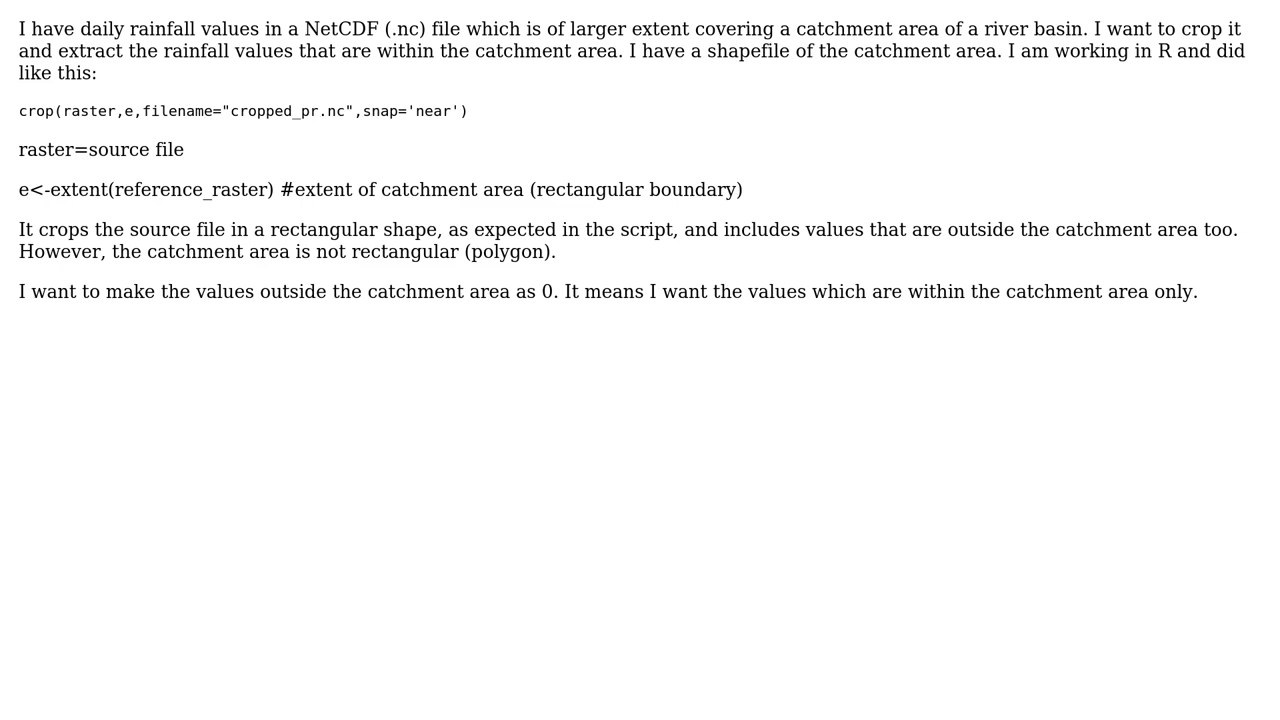 I have daily rainfall values in a NetCDF (.nc) file which is of larger extent covering a catchment area of a river basin. I want to crop it
and extract the rainfall values that are within the catchment area. I have a shapefile of the catchment area. I am working in R and did
like this:
crop(raster,e,filename="cropped_pr.nc",snap='near')
raster=source file
e<-extent(reference_raster) #extent of catchment area (rectangular boundary)
It crops the source file in a rectangular shape, as expected in the script, and includes values that are outside the catchment area too.
However, the catchment area is not rectangular (polygon).
I want to make the values outside the catchment area as 0. It means I want the values which are within the catchment area only.